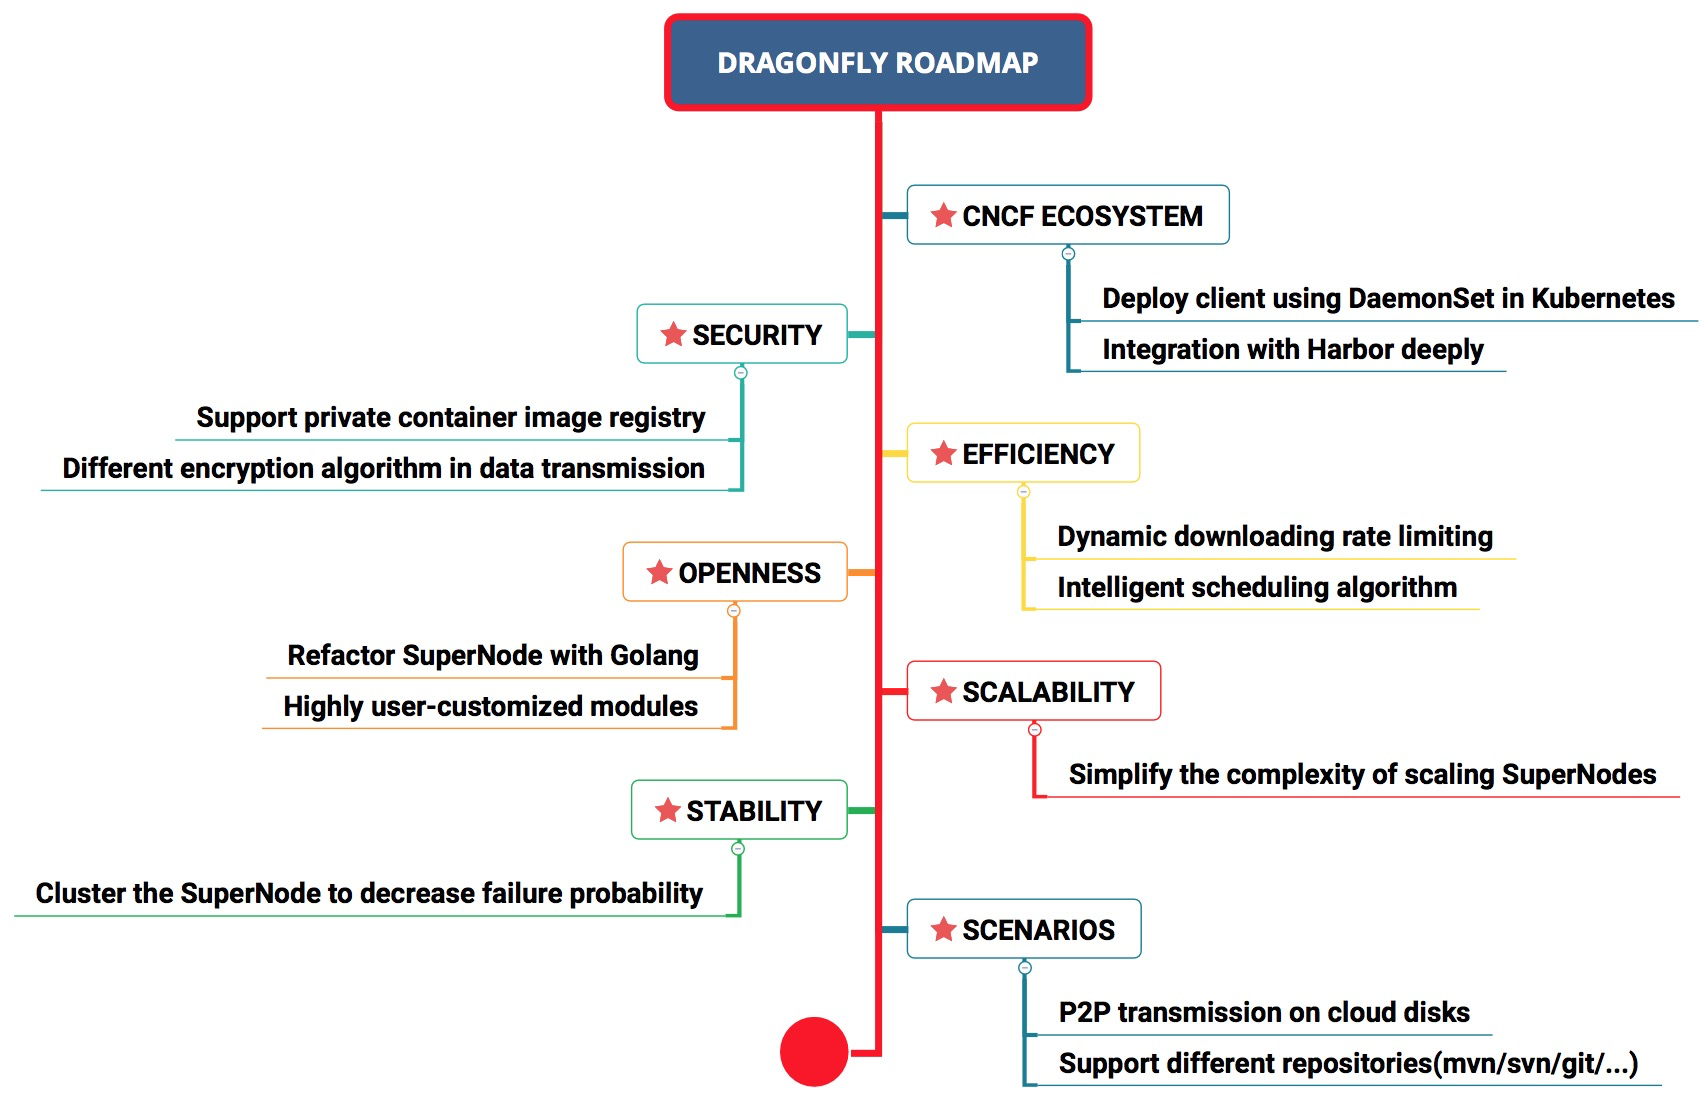 DRAGONFLY ROADMAP
CNCF ECOSYSTEM
Deploy client using DaemonSet in Kubernetes
Integration with Harbor deeply
SECURITY
Support private container image registry
Different encryption algorithm in data transmission
EFFICIENCY
Dynamic downloading rate limiting
Intelligent scheduling algorithm
OPENNESS
Refactor SuperNode with Golang
Highly user-customized modules
SCALABILITY
Simplify the complexity of scaling SuperNodes
STABILITY
Cluster the SuperNode to decrease failure probability
SCENARIOS
P2P transmission on cloud disks
Support different repositories(mvn/svn/git/...)